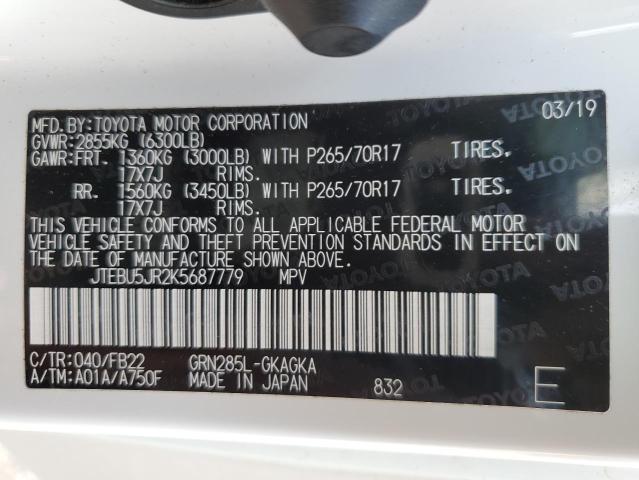 MFD. BY:TOYOTA MOTOR CORPORATION 03/19
GVWR:2855KG (6300LB)
GAWR:FRT. 1360KG (3000LB) WITH P265/70R17 TIRES,
17X7J RIMS.
RR. 1560KG (3450LB) WITH P265/70R17 TIRES,
17X7J RIMS.
THIS VEHICLE CONFORMS TO ALL APPLICABLE FEDERAL MOTOR
VEHICLE SAFETY AND THEFT PREVENTION STANDARDS IN EFFECT ON
THE DATE OF MANUFACTURE SHOWN ABOVE.
JTEBU5JR2K5687779 MPV
C/TR:040/FB22 GRN285L-GKAGKA
A/TM:A01A/A750F MADE IN JAPAN 832 E